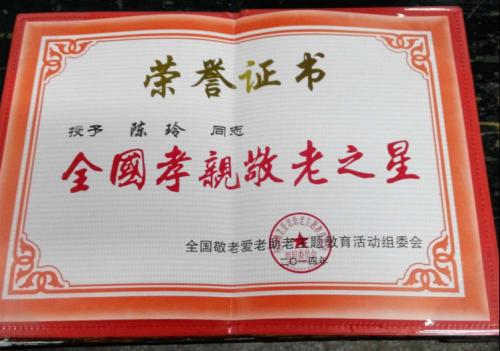 荣誉证书
授予 陈玲 同志
全國孝親敬老之星
全国敬老爱老助老主题教育活动组委会
二〇一四年